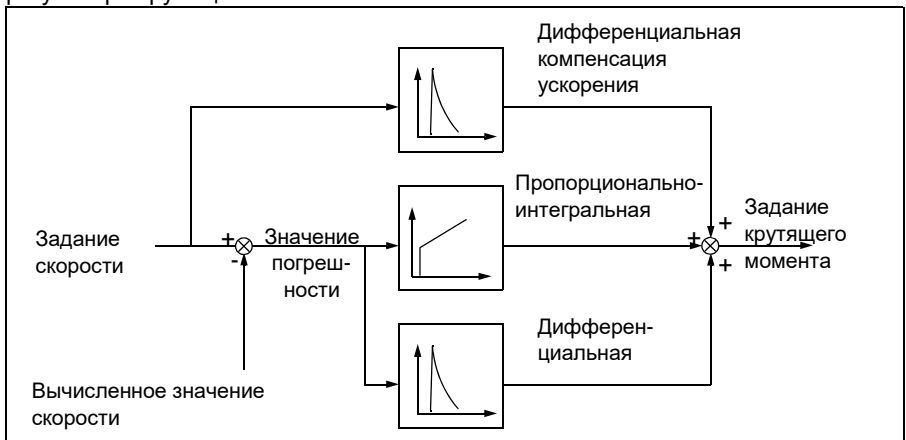 Дифференциальная
компенсация
ускорения
Пропорционально-
интегральная
Задание
скорости
+
-
Значение
погреш-
ности
+
+
+
Задание
крутящего
момента
Дифферен-
циальная
Вычисленное значение
скорости